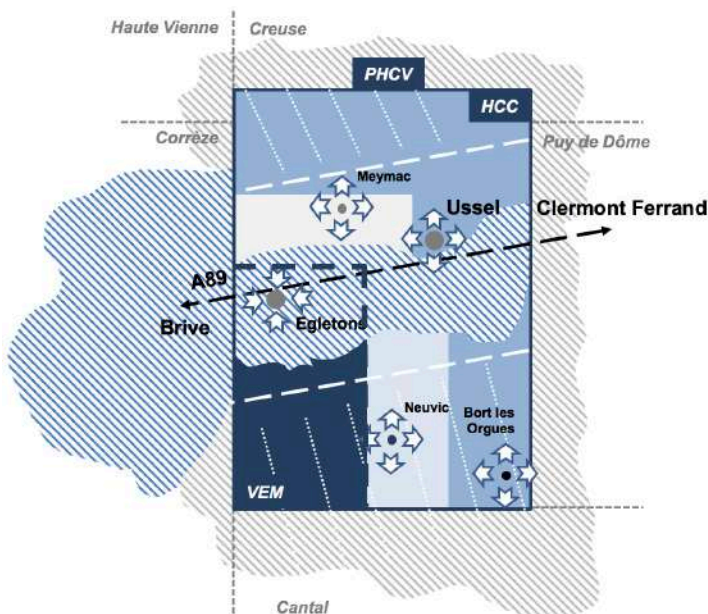 Haute Vienne
Creuse
PHCV
HCC
Corrèze
Puy de Dôme
Meymac
Ussel
Clermont Ferrand
A89
Brive
Egletons
Neuvic
Bort les
Orgues
VEM
Cantal